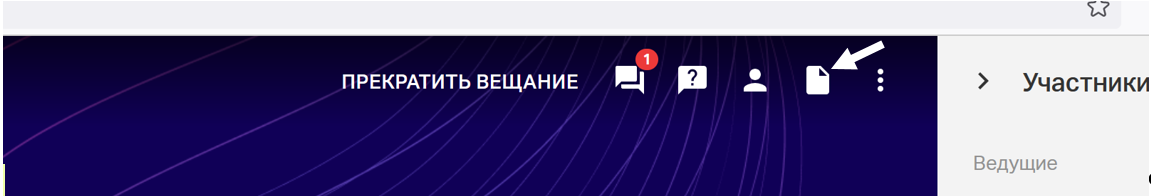 1
ПРЕКРАТИТЬ ВЕЩАНИЕ
?
Участники
Ведущие